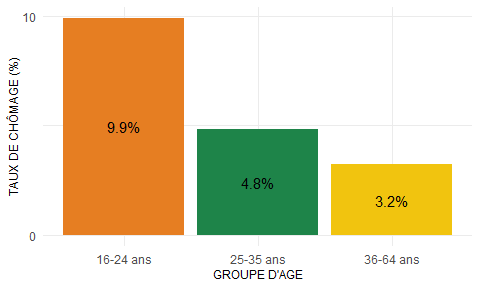 10
0
TAUX DE CHÔMAGE (%)
9.9%
4.8%
3.2%
16-24 ans
25-35 ans
36-64 ans
GROUPE D'AGE